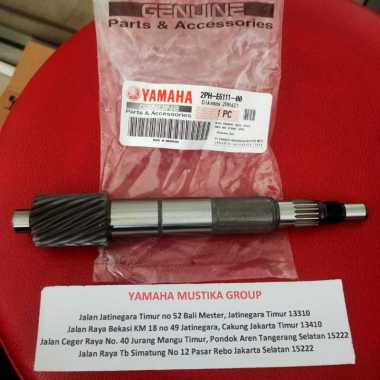 GENUINE
Parts & Accessories
YAMAHA
GENUINE
Parts & Accessories
2PH-E6111-00
1 PC
YAMAHA MUSTIKA GROUP
Jalan Jatinegara Timur no 52 Bali Mester, Jatinegara Timur 13310
Jalan Raya Bekasi KM 18 no 49 Jatinegara, Cakung Jakarta Timur 13410
Jalan Ceger Raya No. 40 Jurang Mangu Timur, Pondok Aren Tangerang Selatan 15222
Jalan Raya Tb Simatung No 12 Pasar Rebo Jakarta Selatan 15222